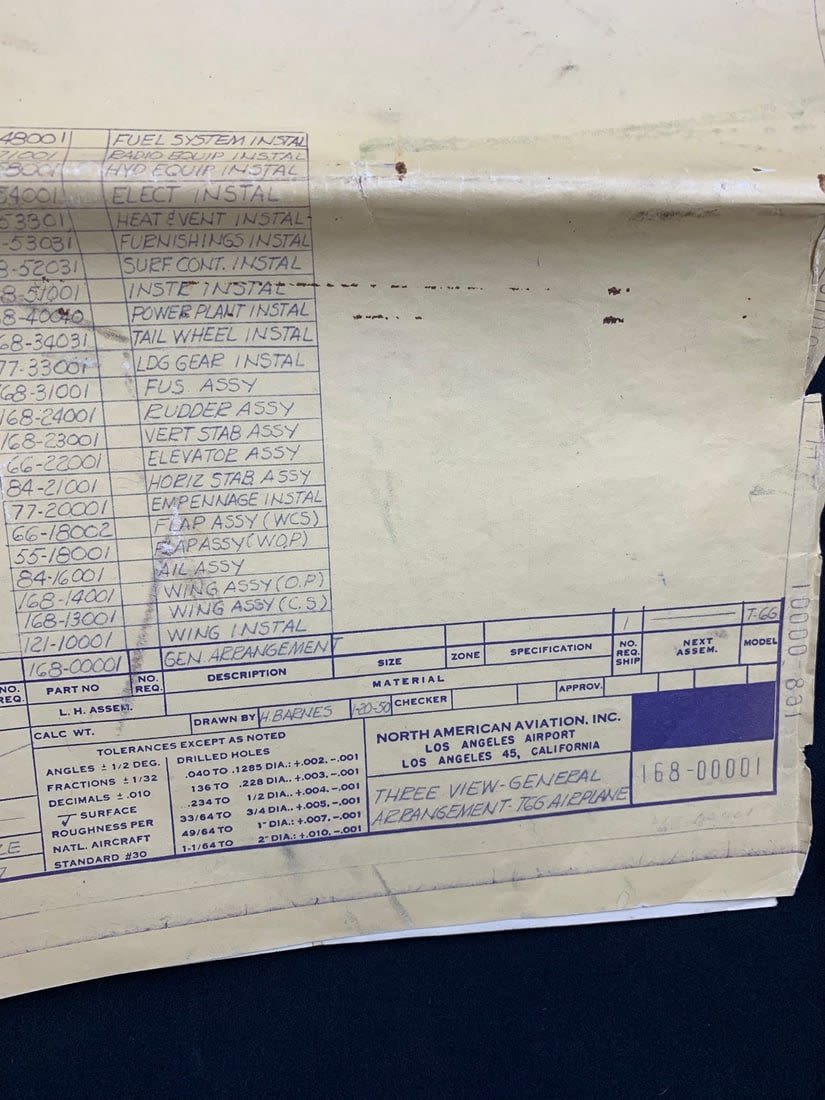 48001 FUEL SYSTEM INSTAL
71001 RADIO EQUIP INSTAL
58001 HYD EQUIP INSTAL
54001 ELECT INSTAL
53301 HEAT & VENT INSTAL
-53031 FURNISHINGS INSTAL
8-52031 SURF CONT. INSTAL
8-51001 INSTR INSTAL
68-40040 POWER PLANT INSTAL
68-34031 TAIL WHEEL INSTAL
77-33001 LDG GEAR INSTAL
168-31001 FUS ASSY
168-24001 RUDDER ASSY
168-23001 VERT STAB ASSY
66-22001 ELEVATOR ASSY
84-21001 HORIZ STAB ASSY
77-20001 EMPENNAGE INSTAL
66-18002 FLAP ASSY (WCS)
55-18001 FLAP ASSY (W.O.P)
84-16001 AIL ASSY
168-14001 WING ASSY (O.P)
168-13001 WING ASSY (C.S)
121-10001 WING INSTAL
1 T-6G
168-00001 GEN. ARRANGEMENT
NO. REQ. PART NO NO. REQ. DESCRIPTION SIZE ZONE SPECIFICATION NO. REQ. SHIP NEXT ASSEM. MODEL
L. H. ASSEM. MATERIAL
CALC WT. DRAWN BY H. BARNES 1-20-50 CHECKER APPROV.
TOLERANCES EXCEPT AS NOTED
ANGLES ± 1/2 DEG.
FRACTIONS ± 1/32
DECIMALS ± .010
√ SURFACE
ROUGHNESS PER
NATL. AIRCRAFT
STANDARD #30
DRILLED HOLES
.040 TO .1285 DIA.: +.002, -.001
136 TO .228 DIA.: +.003, -.001
.234 TO 1/2 DIA.: +.004, -.001
33/64 TO 3/4 DIA.: +.005, -.001
49/64 TO 1" DIA.: +.007, -.001
1-1/64 TO 2" DIA.: +.010, -.001
NORTH AMERICAN AVIATION, INC.
LOS ANGELES AIRPORT
LOS ANGELES 45, CALIFORNIA
THREE VIEW-GENERAL
ARRANGEMENT-T6G AIRPLANE
168-00001
10000-891